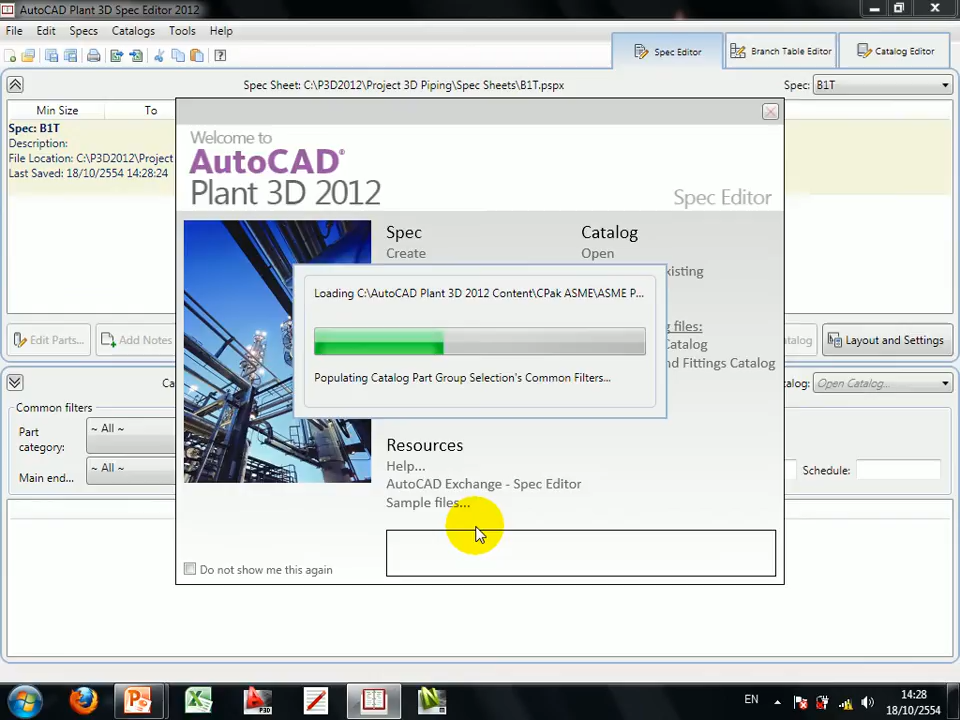 AutoCAD Plant 3D Spec Editor 2012
File Edit Specs Catalogs Tools Help
Spec Editor Branch Table Editor Catalog Editor
Spec Sheet: C:\P3D2012\Project 3D Piping\Spec Sheets\B1T.pspx Spec: B1T
Min Size To
Spec: B1T
Description:
File Location: C:\P3D2012\Project
Last Saved: 18/10/2554 14:28:24
Welcome to
AutoCAD®
Plant 3D 2012
Spec Editor
Spec Catalog
Create Open
xisting
Loading C:\AutoCAD Plant 3D 2012 Content\CPak ASME\ASME P...
g files:
Catalog
nd Fittings Catalog
Populating Catalog Part Group Selection's Common Filters...
Edit Parts... Add Notes atalog Layout and Settings
Ca alog: Open Catalog...
Common filters
Part category: ~ All ~
Main end... ~ All ~
Schedule:
Resources
Help...
AutoCAD Exchange - Spec Editor
Sample files...
Do not show me this again
EN 14:28
18/10/2554